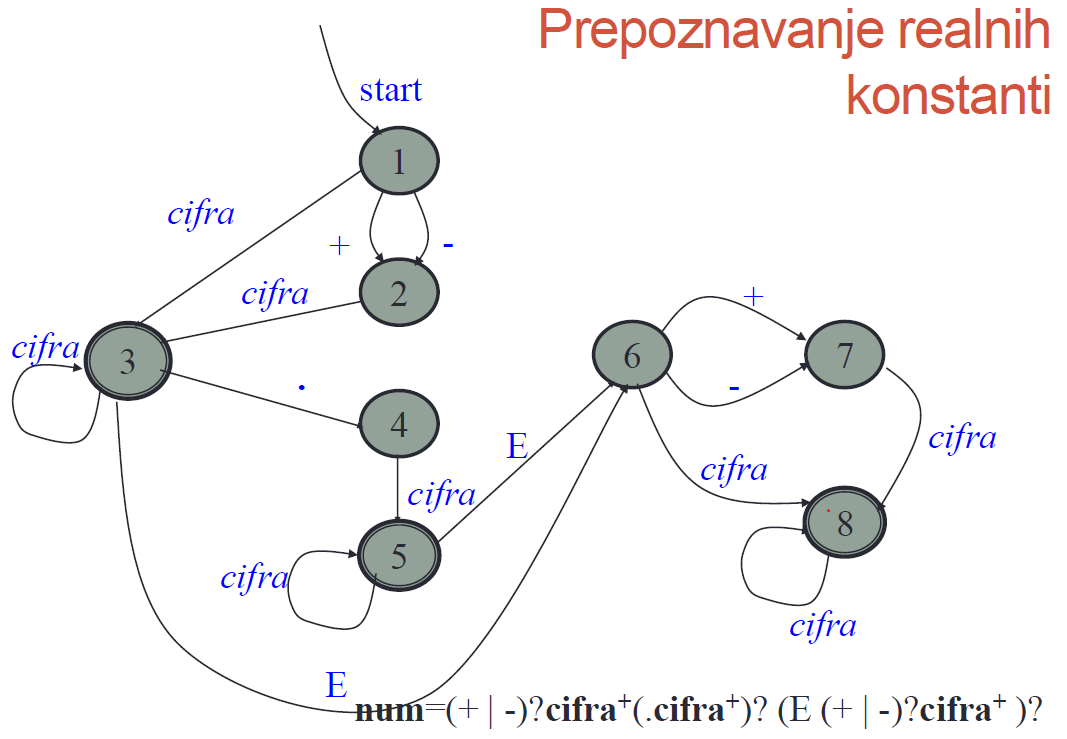 Prepoznavanje realnih
konstanti
start
1
cifra
+
-
cifra
2
cifra
3
.
4
cifra
E
cifra
5
E
6
+
-
7
cifra
cifra
8
cifra
num=(+ | -)?cifra⁺(.cifra⁺)? (E (+ | -)?cifra⁺ )?